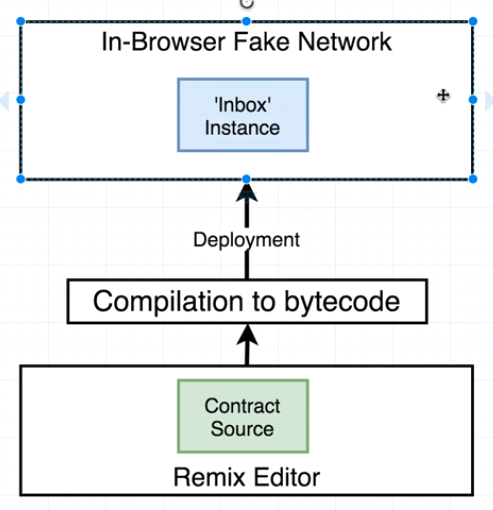 In-Browser Fake Network
'Inbox'
Instance
Deployment
Compilation to bytecode
Contract
Source
Remix Editor